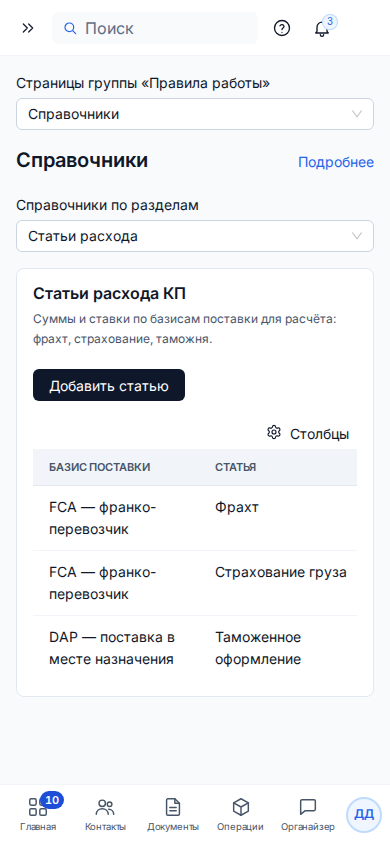 Поиск
3
Страницы группы «Правила работы»
Справочники
Справочники
Подробнее
Справочники по разделам
Статьи расхода
Статьи расхода КП
Суммы и ставки по базисам поставки для расчёта:
фрахт, страхование, таможня.
Добавить статью
Столбцы
БАЗИС ПОСТАВКИ СТАТЬЯ
FCA — франко- Фрахт
перевозчик
FCA — франко- Страхование груза
перевозчик
DAP — поставка в Таможенное
месте назначения оформление
10
Главная Контакты Документы Операции Органайзер ДД